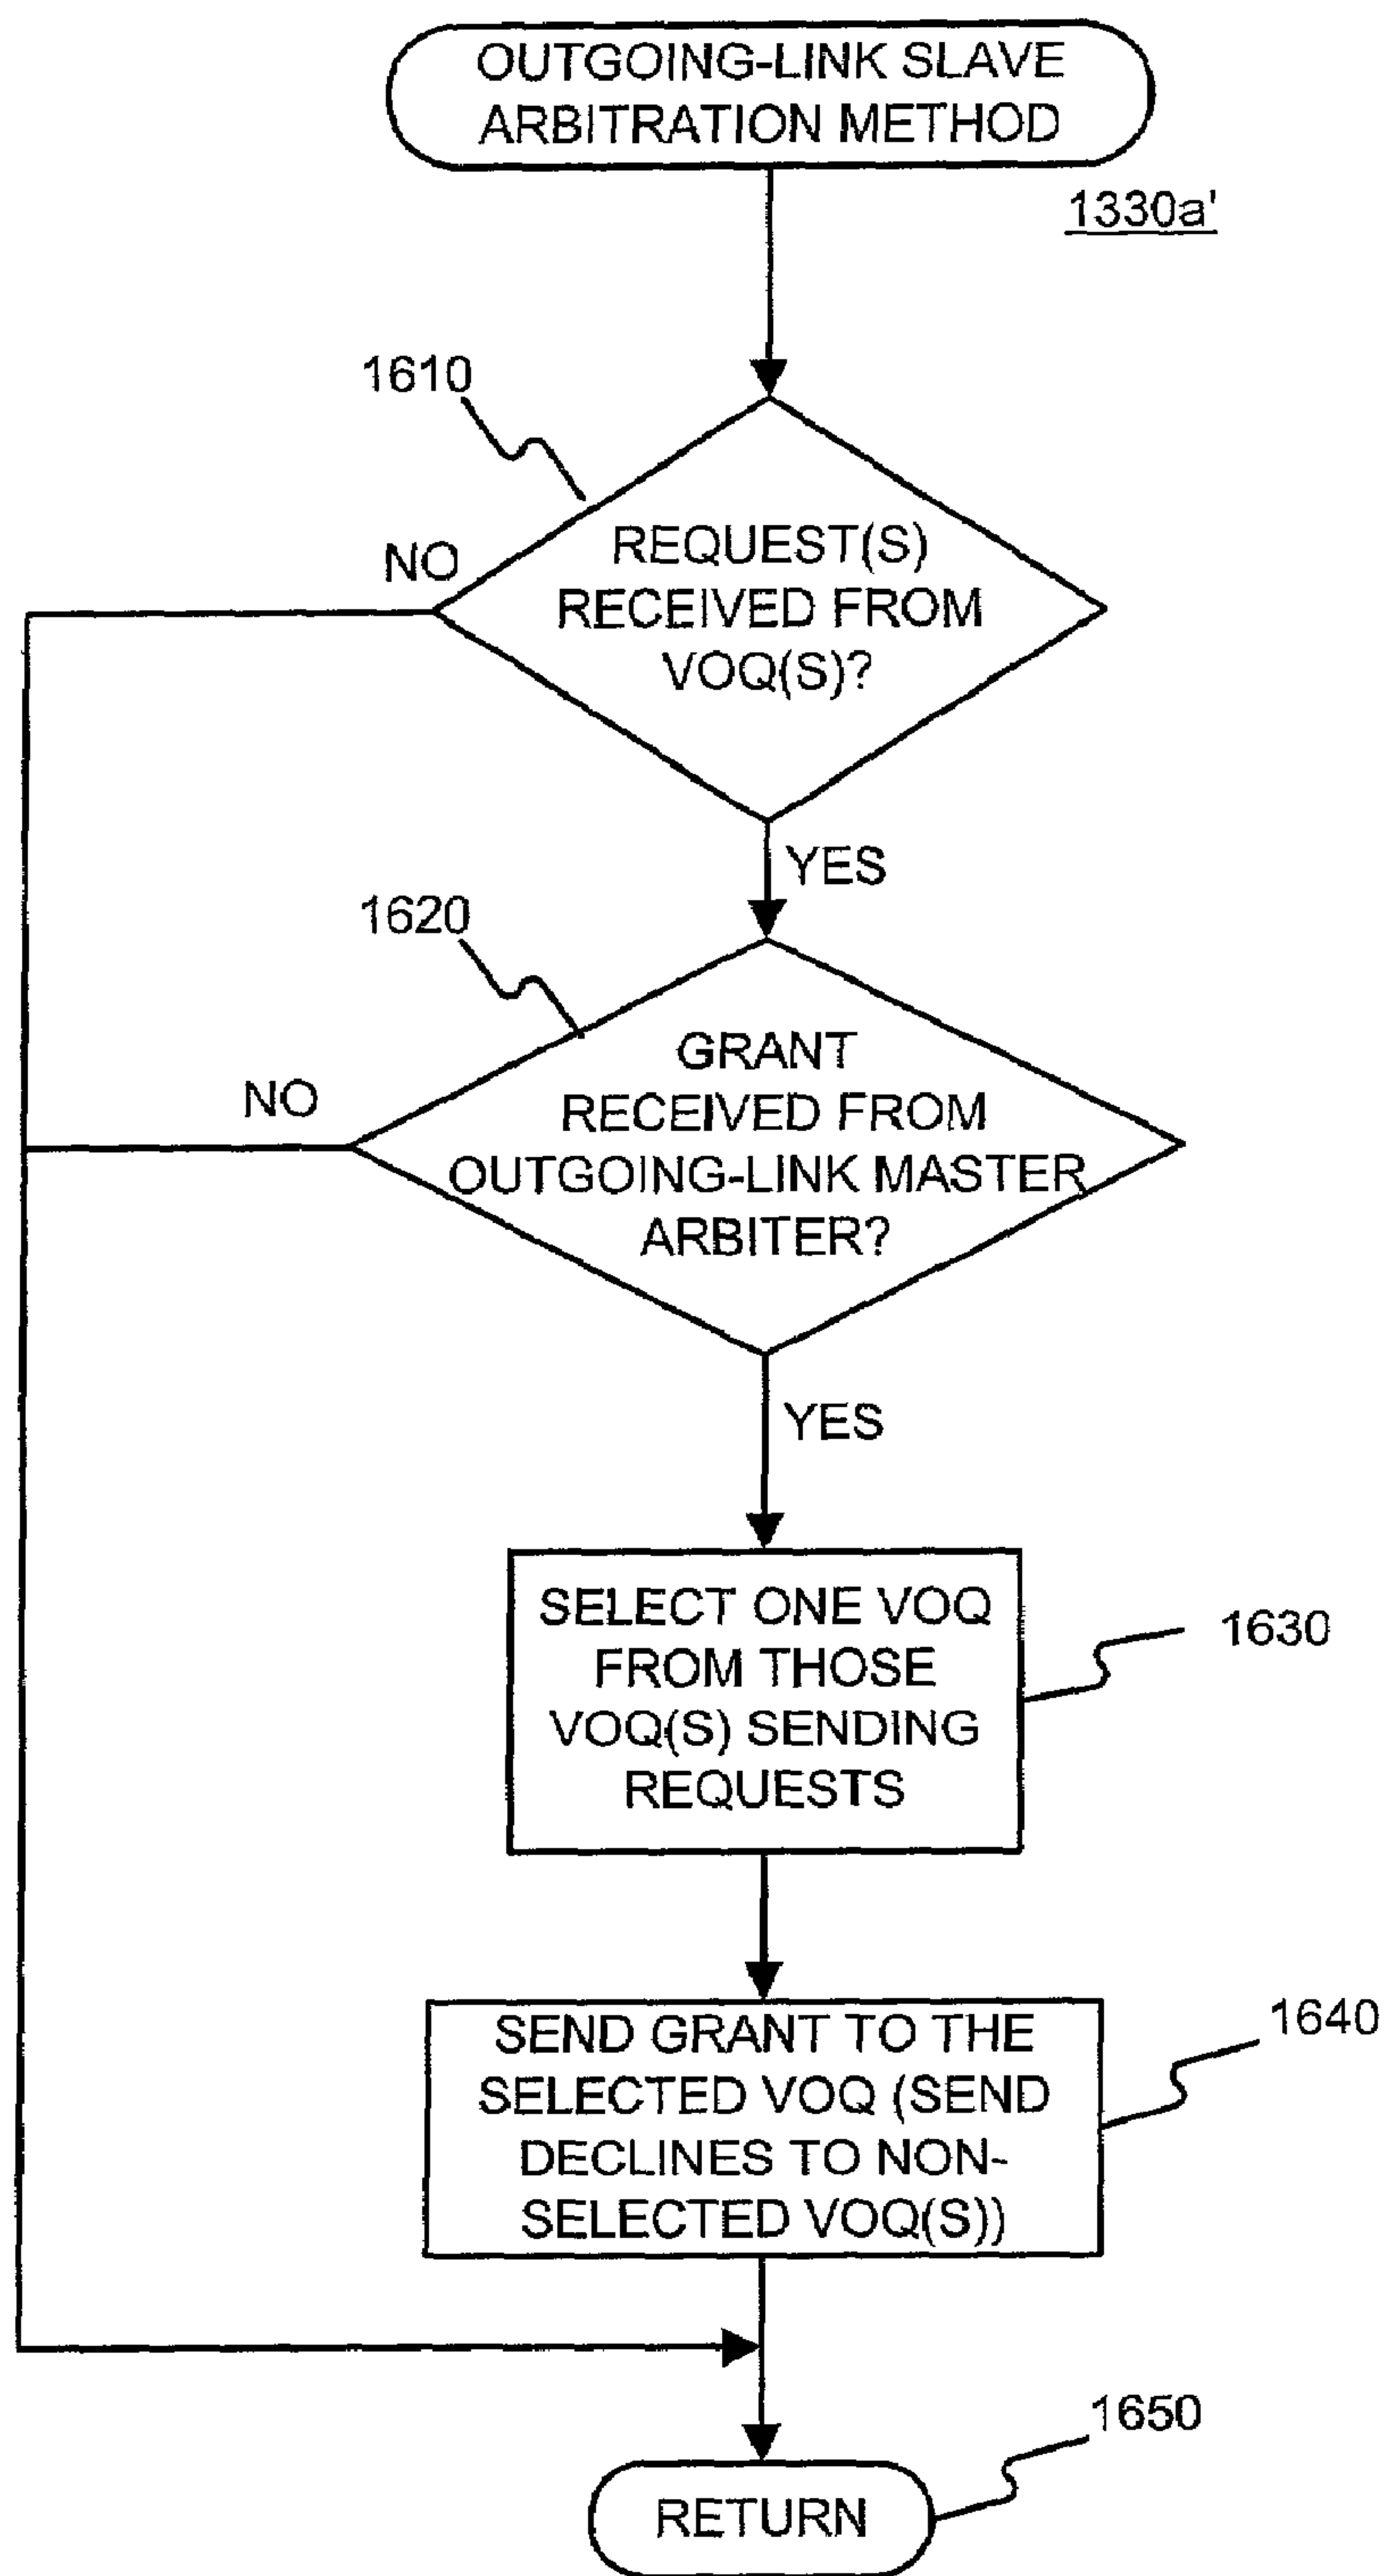 OUTGOING-LINK SLAVE
ARBITRATION METHOD
1330a'
1610
NO
REQUEST(S)
RECEIVED FROM
VOQ(S)?
YES
1620
NO
GRANT
RECEIVED FROM
OUTGOING-LINK MASTER
ARBITER?
YES
SELECT ONE VOQ
FROM THOSE
VOQ(S) SENDING
REQUESTS
1630
SEND GRANT TO THE
SELECTED VOQ (SEND
DECLINES TO NON-
SELECTED VOQ(S))
1640
1650
RETURN